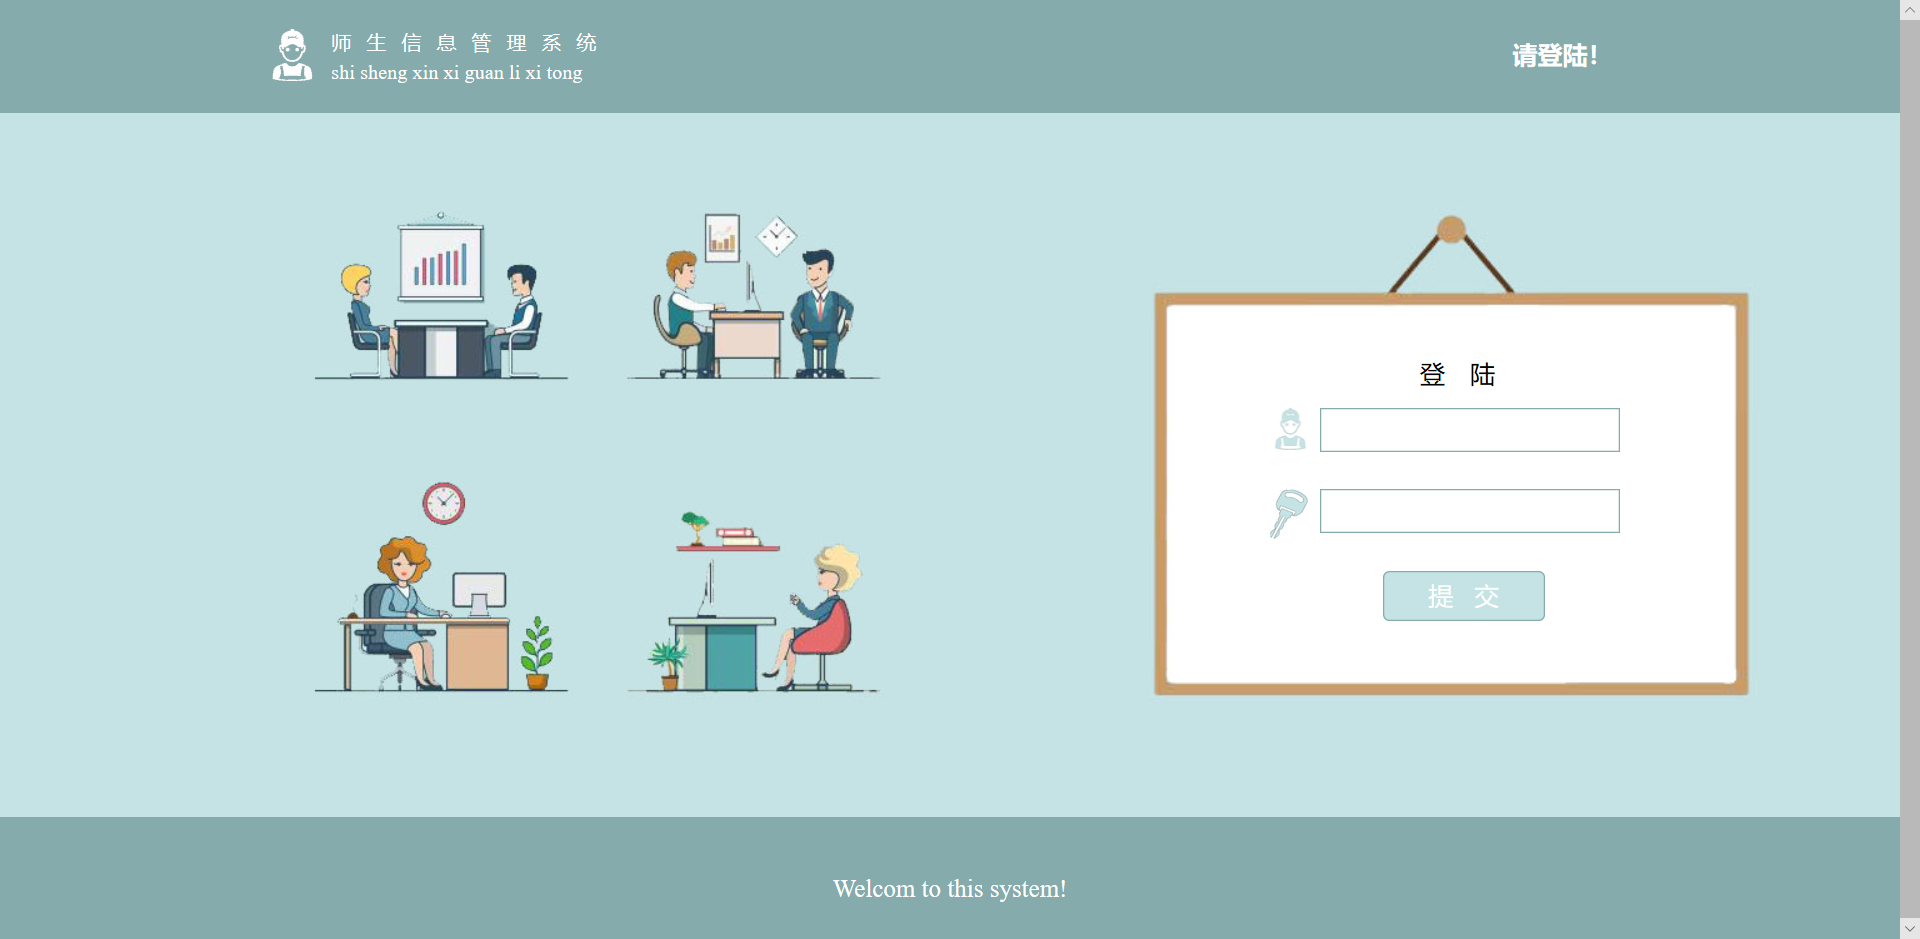 师生信息管理系统
shi sheng xin xi guan li xi tong
请登陆!
登 陆
提 交
Welcom to this system!